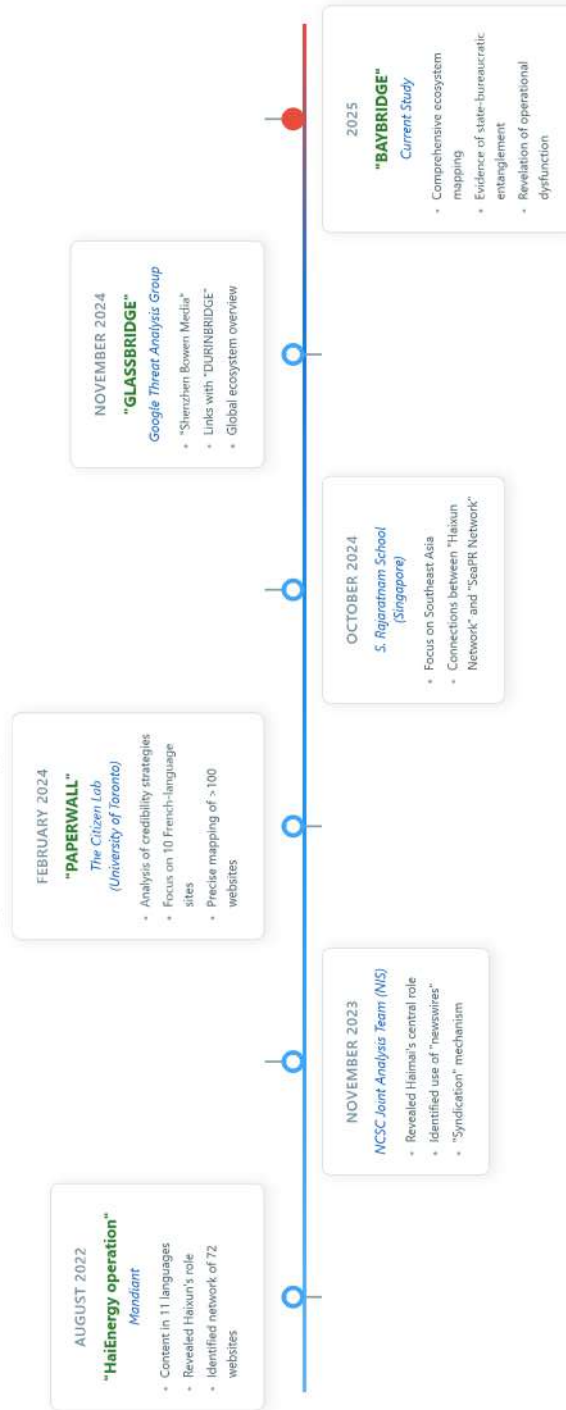 AUGUST 2022
"HaiEnergy operation"
Mandiant
• Content in 11 languages
• Revealed Haixun's role
• Identified network of 72
websites
NOVEMBER 2023
NCSC Joint Analysis Team (NIS)
• Revealed Haimai's central role
• Identified use of "newswires"
• "Syndication" mechanism
FEBRUARY 2024
"PAPERWALL"
The Citizen Lab
(University of Toronto)
• Analysis of credibility strategies
• Focus on 10 French-language
sites
• Precise mapping of >100
websites
OCTOBER 2024
S. Rajaratnam School
(Singapore)
• Focus on Southeast Asia
• Connections between "Haixun
Network" and "SeaPR Network"
NOVEMBER 2024
"GLASSBRIDGE"
Google Threat Analysis Group
• "Shenzhen Bowen Media"
• Links with "DURINBRIDGE"
• Global ecosystem overview
2025
"BAYBRIDGE"
Current Study
• Comprehensive ecosystem
mapping
• Evidence of state-bureaucratic
entanglement
• Revelation of operational
dysfunction